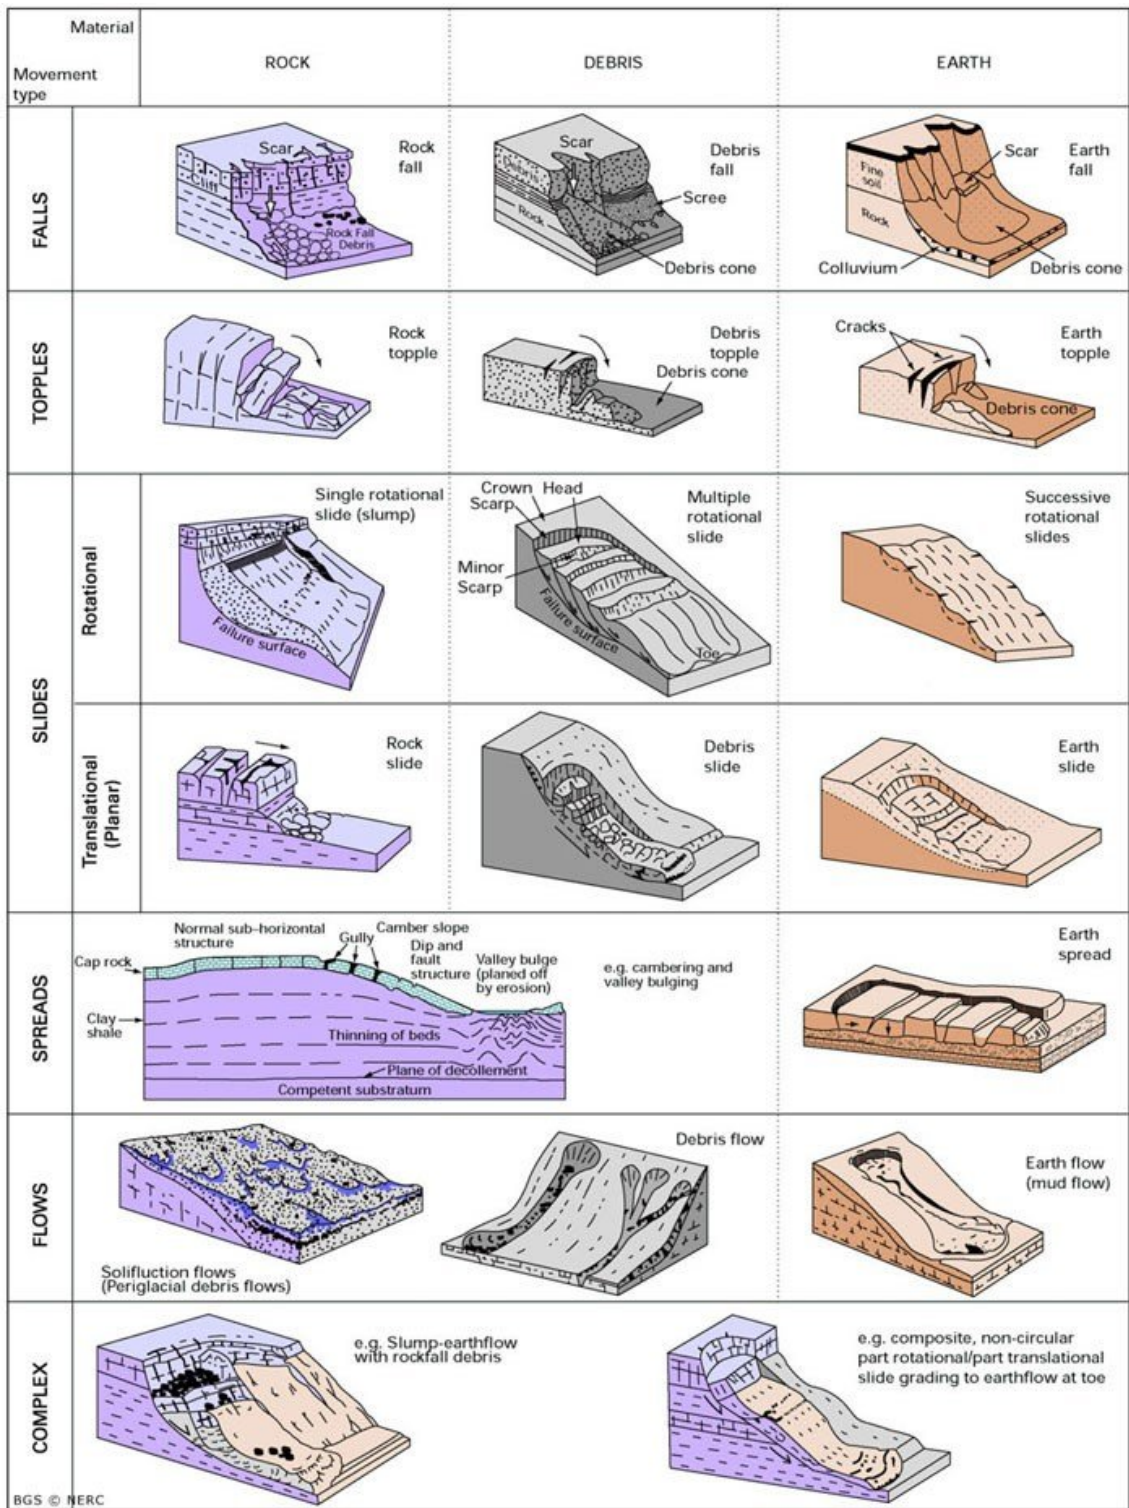 Material
Movement
type
ROCK
DEBRIS
EARTH
FALLS
Scar
Cliff
Rock Fall
Debris
Rock
fall
Scar
Debris
Rock
Debris
fall
Scree
Debris cone
Fine
soil
Rock
Scar
Earth
fall
Colluvium
Debris cone
TOPPLES
Rock
topple
Debris
topple
Debris cone
Cracks
Earth
topple
Debris cone
SLIDES
Rotational
Single rotational
slide (slump)
Failure surface
Crown
Head
Scarp
Minor
Scarp
Failure surface
Toe
Multiple
rotational
slide
Successive
rotational
slides
Translational
(Planar)
Rock
slide
Debris
slide
Earth
slide
SPREADS
Normal sub-horizontal
structure
Cap rock
Gully
Camber slope
Dip and
fault
structure
Valley bulge
(planed off
by erosion)
Clay
shale
Thinning of beds
Plane of decollement
Competent substratum
e.g. cambering and
valley bulging
Earth
spread
FLOWS
Solifluction flows
(Periglacial debris flows)
Debris flow
Earth flow
(mud flow)
COMPLEX
e.g. Slump-earthflow
with rockfall debris
e.g. composite, non-circular
part rotational/part translational
slide grading to earthflow at toe
BGS © NERC